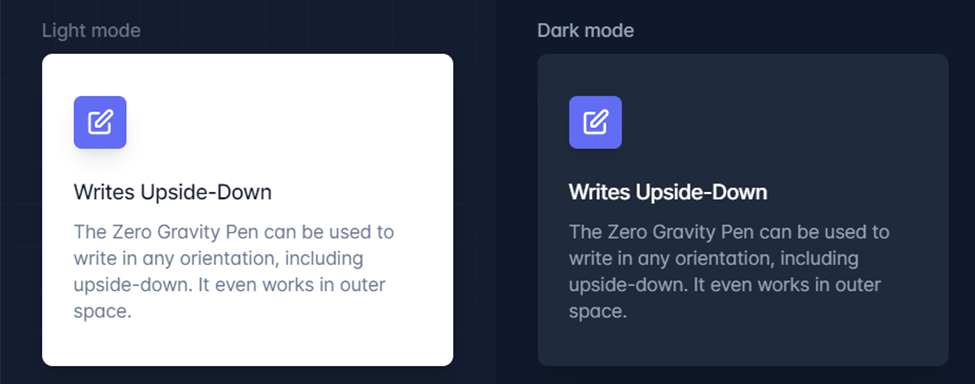 Light mode
Writes Upside-Down
The Zero Gravity Pen can be used to
write in any orientation, including
upside-down. It even works in outer
space.
Dark mode
Writes Upside-Down
The Zero Gravity Pen can be used to
write in any orientation, including
upside-down. It even works in outer
space.